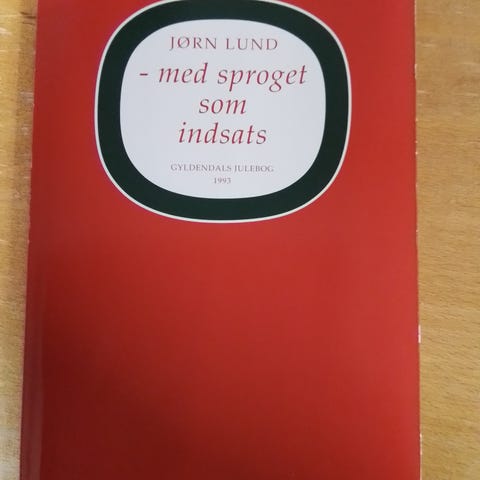 JØRN LUND
- med sproget
som
indsats
GYLDENDALS JULEBOG
1993